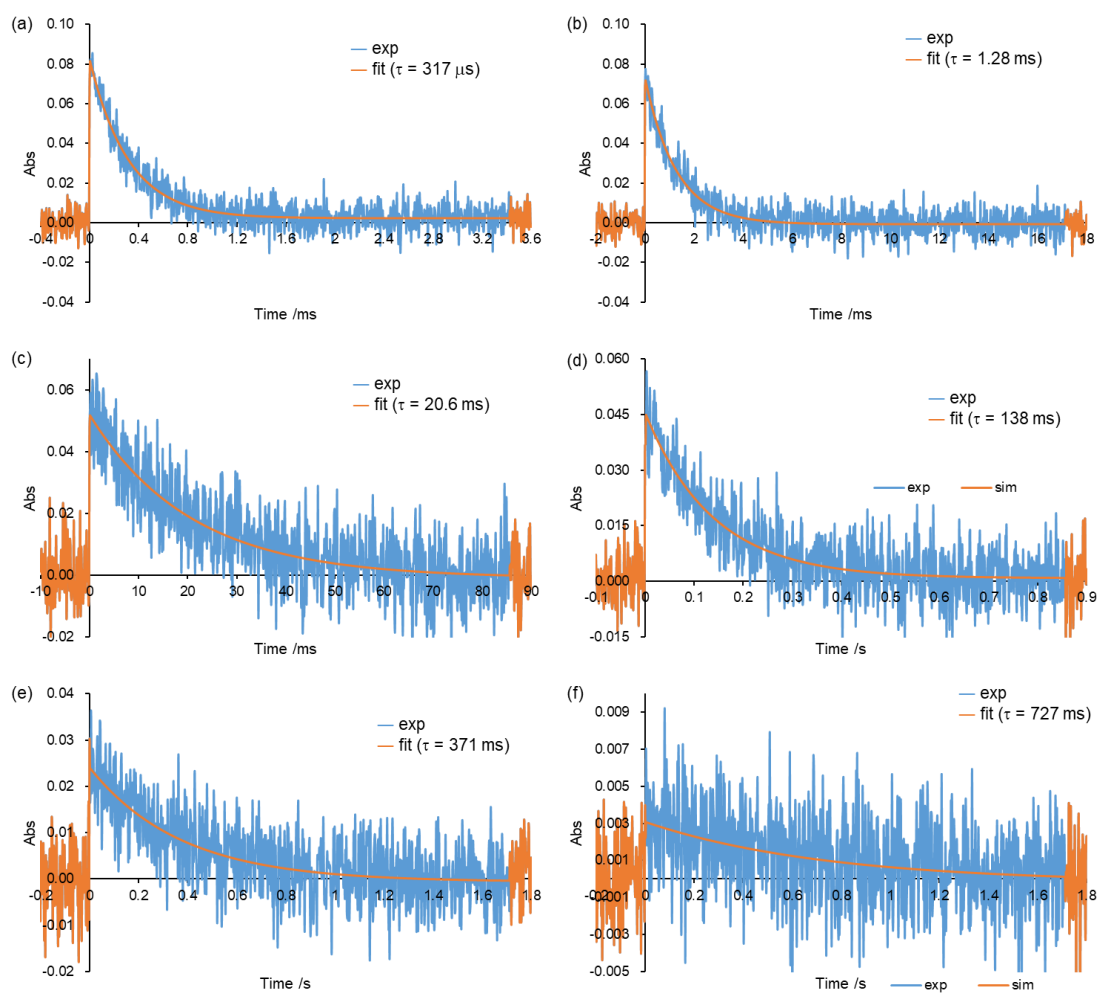 (a)
0.10
0.08
0.06
0.04
0.02
0.00
-0.02
-0.04
Abs
-0.4 0 0.4 0.8 1.2 1.6 2 2.4 2.8 3.2 3.6
Time /ms
exp
fit (τ = 317 μs)
(b)
0.10
0.08
0.06
0.04
0.02
0.00
-0.02
-0.04
Abs
-2 0 2 4 6 8 10 12 14 16 18
Time /ms
exp
fit (τ = 1.28 ms)
(c)
0.06
0.04
0.02
0.00
-0.02
Abs
-10 0 10 20 30 40 50 60 70 80 90
Time /ms
exp
fit (τ = 20.6 ms)
(d)
0.060
0.045
0.030
0.015
0.000
-0.015
Abs
-0.1 0 0.1 0.2 0.3 0.4 0.5 0.6 0.7 0.8 0.9
Time /s
exp
fit (τ = 138 ms)
exp sim
(e)
0.04
0.03
0.02
0.01
0.00
-0.01
-0.02
Abs
-0.2 0 0.2 0.4 0.6 0.8 1 1.2 1.4 1.6 1.8
Time /s
exp
fit (τ = 371 ms)
(f)
0.009
0.007
0.005
0.003
0.001
-0.001
-0.003
-0.005
Abs
0 0.2 0.4 0.6 0.8 1 1.2 1.4 1.6 1.8
Time /s
exp
fit (τ = 727 ms)
exp sim